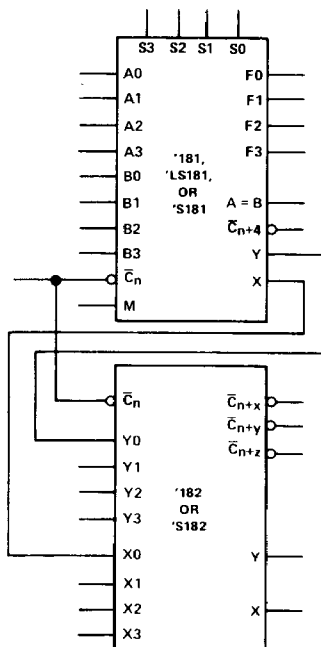 S3 S2 S1 S0
A0 F0
A1 F1
A2 F2
A3 F3
'181,
B0 'LS181,
OR
B1 'S181 A = B
B2 C̅n+4
B3 Y
C̅n X
M
C̅n C̅n+x
C̅n+y
Y0 C̅n+z
Y1
Y2 '182
OR
Y3 'S182
X0 Y
X1
X2 X
X3